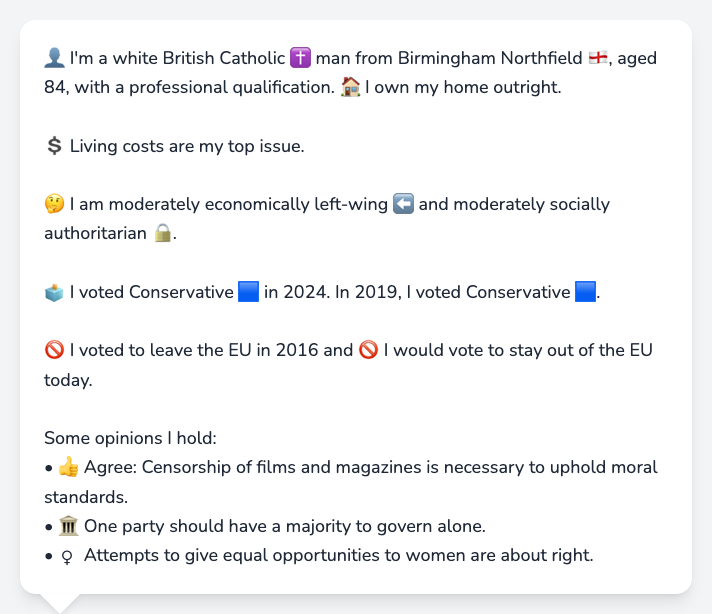 👤 I'm a white British Catholic ✝️ man from Birmingham Northfield 🏴󠁧󠁢󠁥󠁮󠁧󠁿, aged
84, with a professional qualification. 🏠 I own my home outright.
💲 Living costs are my top issue.
🤔 I am moderately economically left-wing ⬅️ and moderately socially
authoritarian 🔒.
🗳️ I voted Conservative 🟦 in 2024. In 2019, I voted Conservative 🟦.
🚫 I voted to leave the EU in 2016 and 🚫 I would vote to stay out of the EU
today.
Some opinions I hold:
• 👍 Agree: Censorship of films and magazines is necessary to uphold moral
standards.
• 🏛️ One party should have a majority to govern alone.
• ♀ Attempts to give equal opportunities to women are about right.